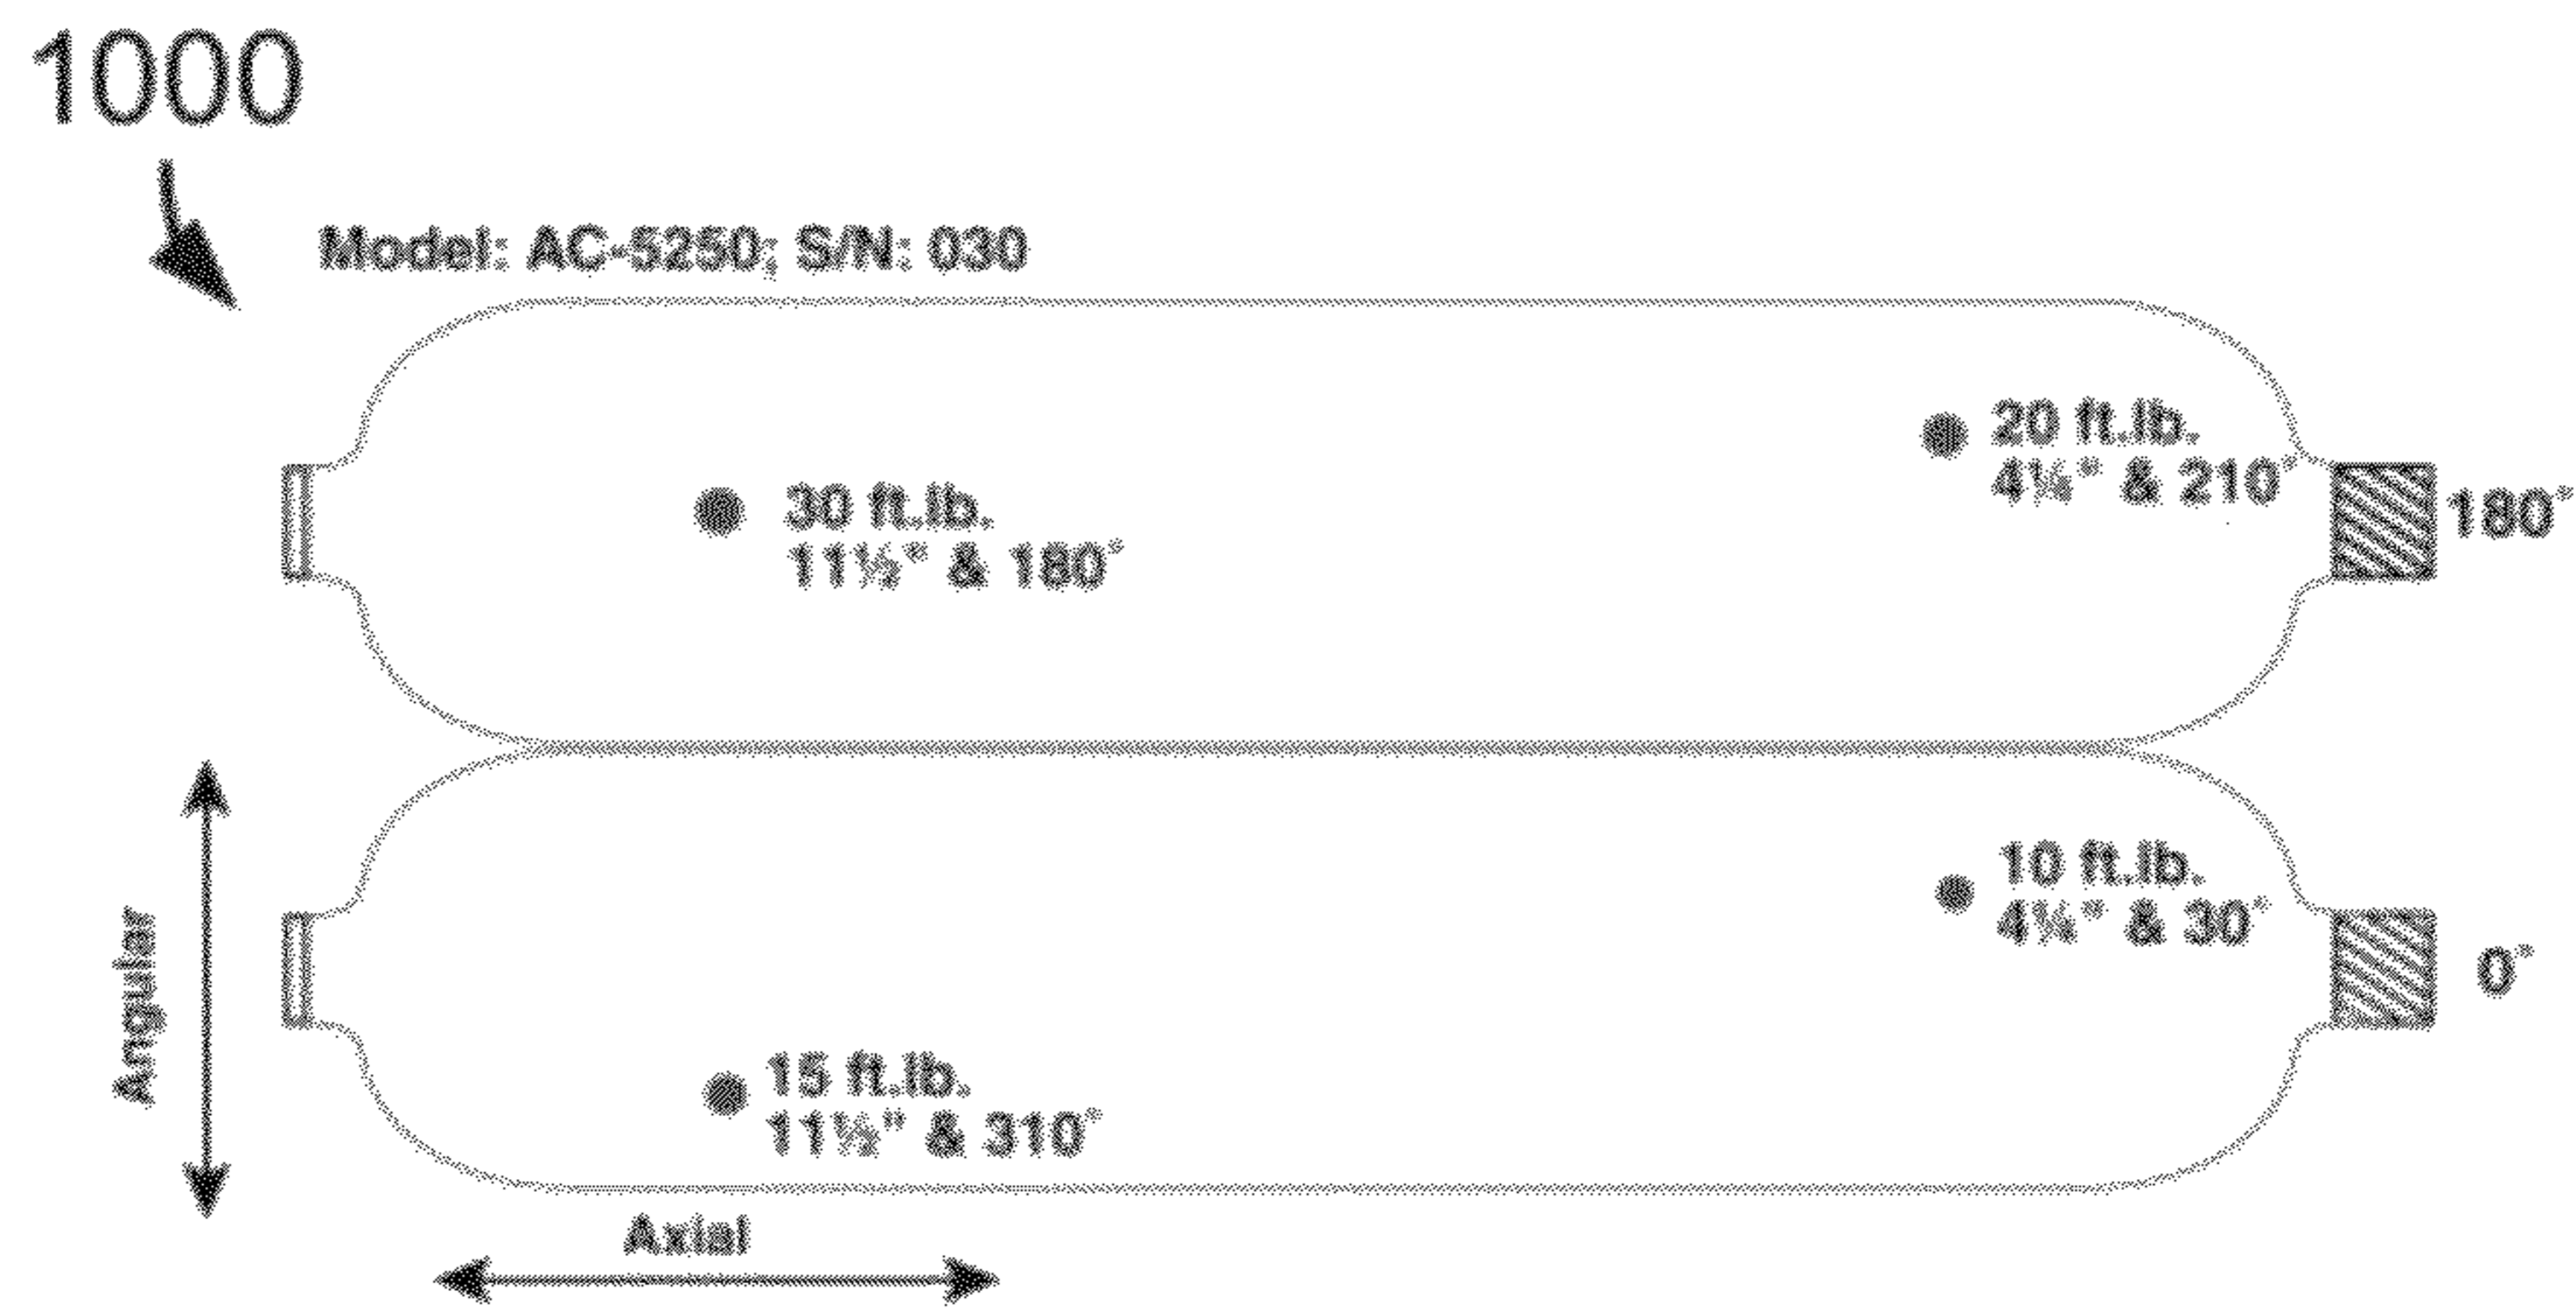 1000
Model: AC-5250; S/N: 030
20 ft.lb.
4¼" & 210°
30 ft.lb.
11½" & 180°
180°
10 ft.lb.
4¼" & 30°
0°
Angular
15 ft.lb.
11½" & 310°
Axial